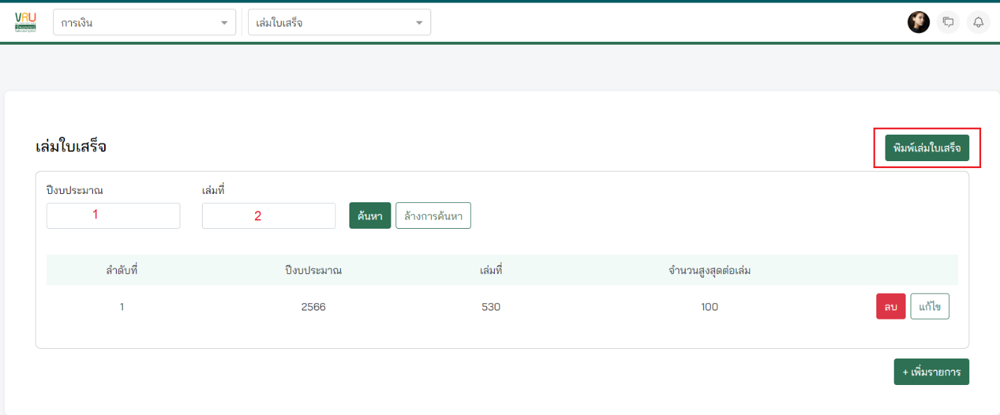 VRU
การเงิน
เล่มใบเสร็จ
เล่มใบเสร็จ
พิมพ์เล่มใบเสร็จ
ปีงบประมาณ
เล่มที่
1
2
ค้นหา
ล้างการค้นหา
ลำดับที่ ปีงบประมาณ เล่มที่ จำนวนสูงสุดต่อเล่ม
1 2566 530 100 ลบ แก้ไข
+ เพิ่มรายการ